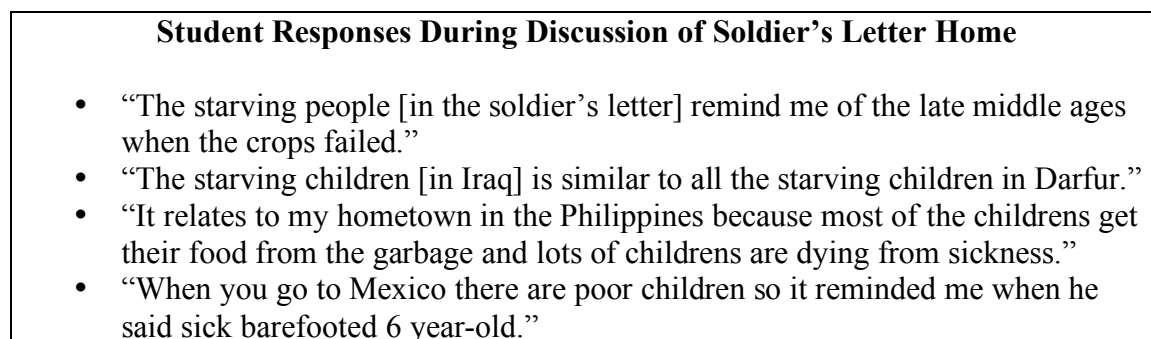 Student Responses During Discussion of Soldier’s Letter Home
• “The starving people [in the soldier’s letter] remind me of the late middle ages
when the crops failed.”
• “The starving children [in Iraq] is similar to all the starving children in Darfur.”
• “It relates to my hometown in the Philippines because most of the childrens get
their food from the garbage and lots of childrens are dying from sickness.”
• “When you go to Mexico there are poor children so it reminded me when he
said sick barefooted 6 year-old.”